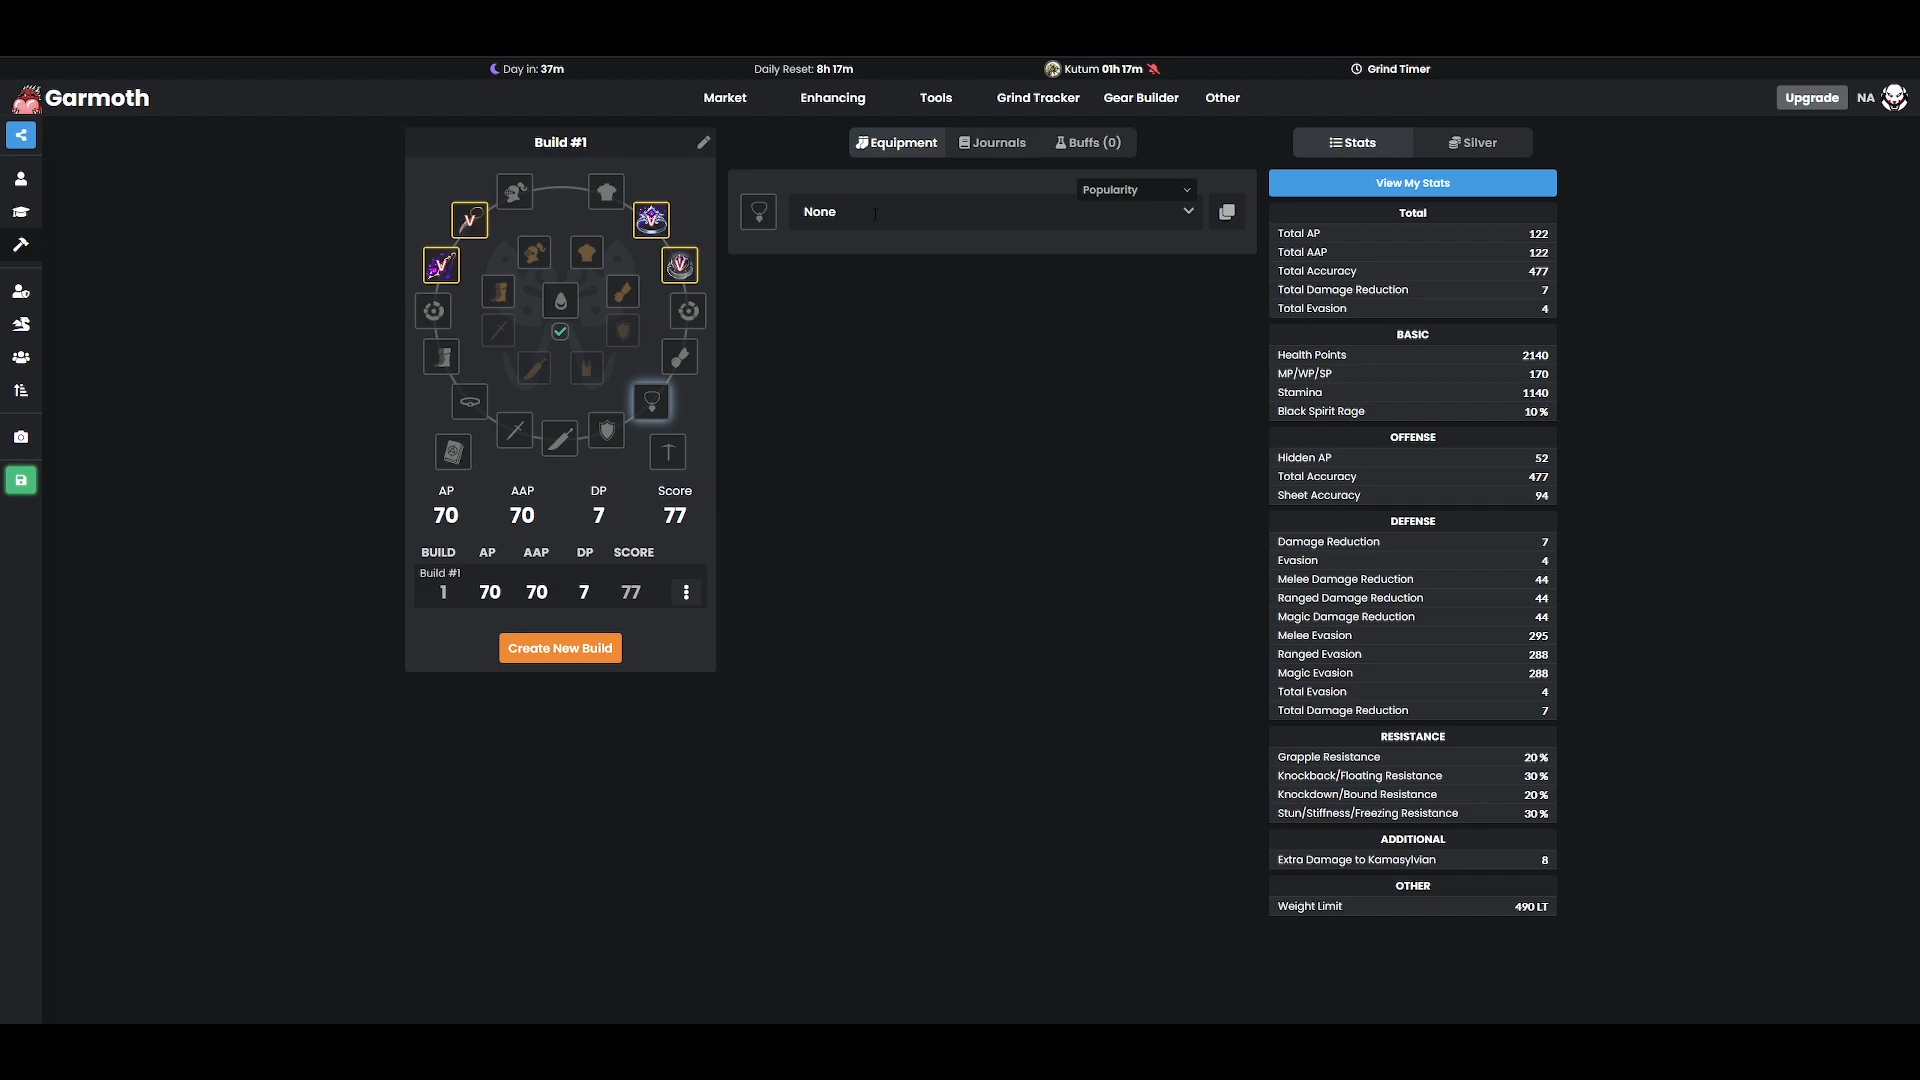 Day in: 37m
Daily Reset: 8h 17m
Kutum 01h 17m
Grind Timer
Garmoth
Market
Enhancing
Tools
Grind Tracker
Gear Builder
Other
Upgrade
NA
Build #1
Equipment
Journals
Buffs (0)
Stats
Silver
Popularity
None
View My Stats
Total
Total AP 122
Total AAP 122
Total Accuracy 477
Total Damage Reduction 7
Total Evasion 4
BASIC
Health Points 2140
MP/WP/SP 170
Stamina 1140
Black Spirit Rage 10 %
OFFENSE
Hidden AP 52
Total Accuracy 477
Sheet Accuracy 94
DEFENSE
Damage Reduction 7
Evasion 4
Melee Damage Reduction 44
Ranged Damage Reduction 44
Magic Damage Reduction 44
Melee Evasion 295
Ranged Evasion 288
Magic Evasion 288
Total Evasion 4
Total Damage Reduction 7
RESISTANCE
Grapple Resistance 20 %
Knockback/Floating Resistance 30 %
Knockdown/Bound Resistance 20 %
Stun/Stiffness/Freezing Resistance 30 %
ADDITIONAL
Extra Damage to Kamasylvian 8
OTHER
Weight Limit 490 LT
V
V
V
V
AP AAP DP Score
70 70 7 77
BUILD AP AAP DP SCORE
Build #1
1 70 70 7 77
Create New Build